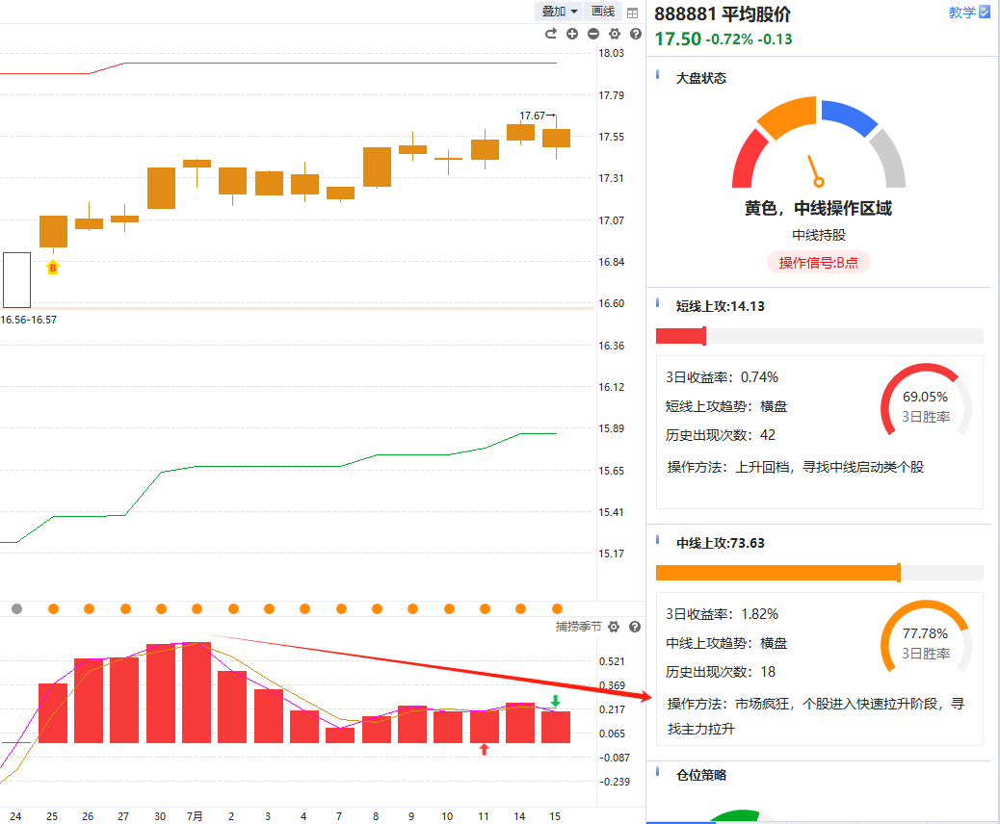 叠加 画线
18.03
17.79
17.67→
17.55
17.31
17.07
B
16.84
16.60
16.56-16.57
16.36
16.12
15.89
15.65
15.41
15.17
捕捞季节
0.521
0.369
0.217
0.065
-0.087
-0.239
24 25 26 27 30 7月 2 3 4 7 8 9 10 11 14 15
888881 平均股价 教学
17.50 -0.72% -0.13
大盘状态
黄色，中线操作区域
中线持股
操作信号:B点
短线上攻:14.13
3日收益率：0.74%
短线上攻趋势：横盘
历史出现次数：42
69.05%
3日胜率
操作方法：上升回档，寻找中线启动类个股
中线上攻:73.63
3日收益率：1.82%
中线上攻趋势：横盘
历史出现次数：18
77.78%
3日胜率
操作方法：市场疯狂，个股进入快速拉升阶段，寻
找主力拉升
仓位策略